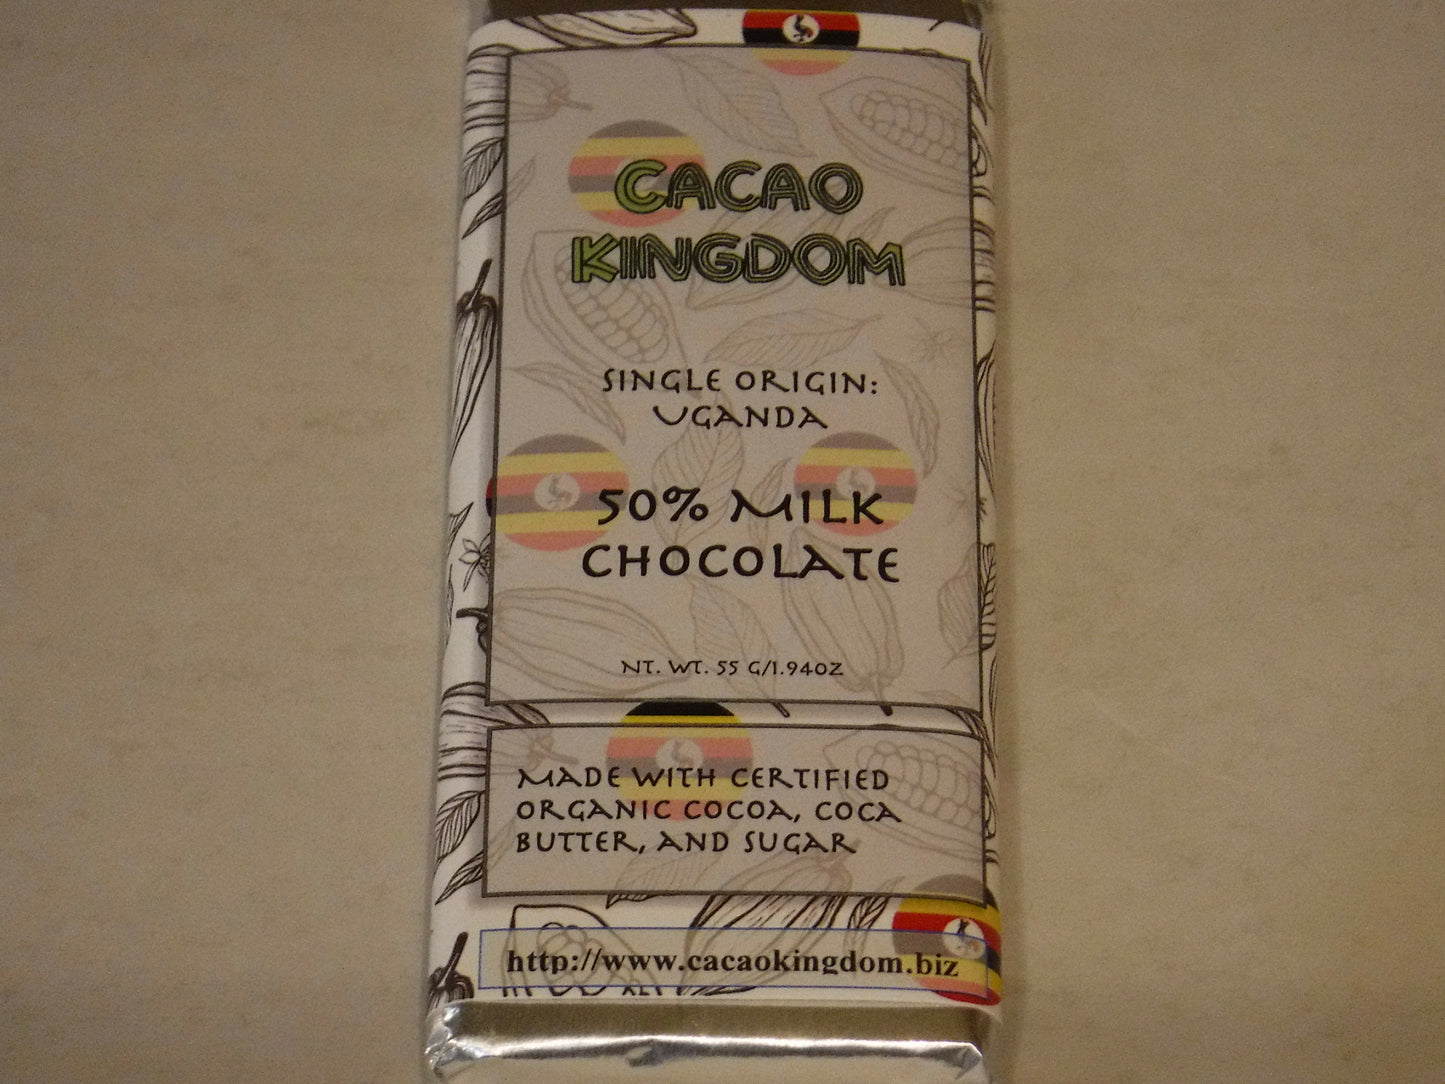 CACAO
KINGDOM
SINGLE ORIGIN:
UGANDA
50% MILK
CHOCOLATE
NT. WT. 55 G/1.94OZ
MADE WITH CERTIFIED
ORGANIC COCOA, COCA
BUTTER, AND SUGAR
http://www.cacaokingdom.biz